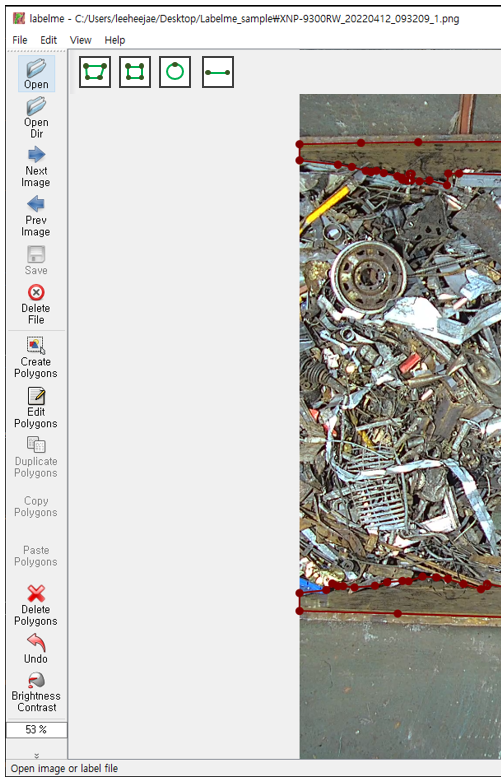 labelme - C:/Users/leeheejae/Desktop/Labelme_sample#XNP-9300RW_20220412_093209_1.png
File Edit View Help
Open
Open
Dir
Next
Image
Prev
Image
Save
Delete
File
Create
Polygons
Edit
Polygons
Duplicate
Polygons
Copy
Polygons
Paste
Polygons
Delete
Polygons
Undo
Brightness
Contrast
53 %
Open image or label file